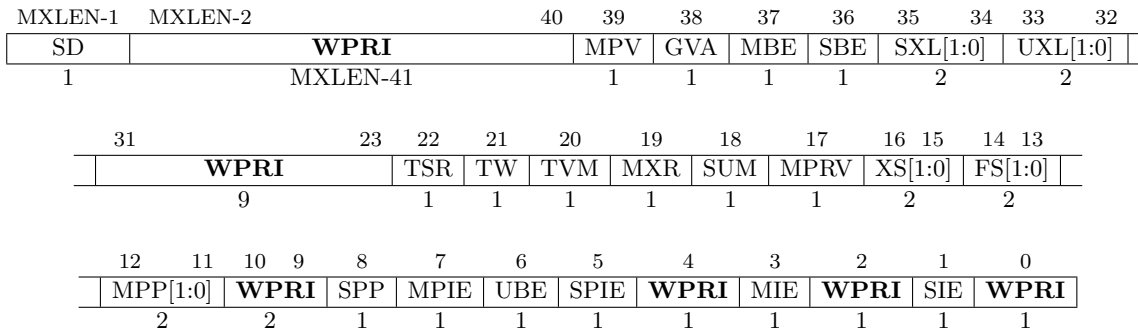 MXLEN-1 MXLEN-2 40 39 38 37 36 35 34 33 32
SD WPRI MPV GVA MBE SBE SXL[1:0] UXL[1:0]
1 MXLEN-41 1 1 1 1 2 2
31 23 22 21 20 19 18 17 16 15 14 13
WPRI TSR TW TVM MXR SUM MPRV XS[1:0] FS[1:0]
9 1 1 1 1 1 1 2 2
12 11 10 9 8 7 6 5 4 3 2 1 0
MPP[1:0] WPRI SPP MPIE UBE SPIE WPRI MIE WPRI SIE WPRI
2 2 1 1 1 1 1 1 1 1 1